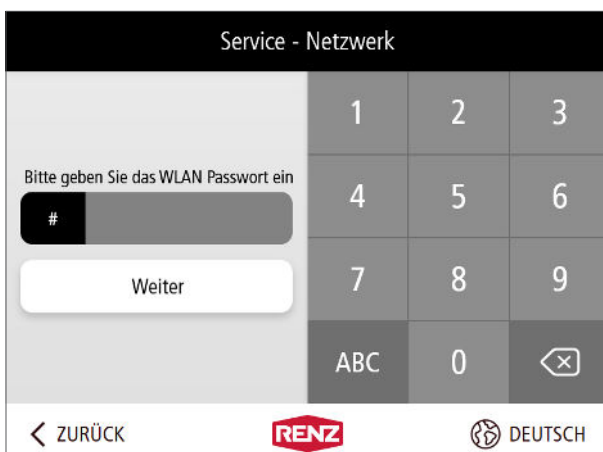 Service - Netzwerk
Bitte geben Sie das WLAN Passwort ein
#
Weiter
1 2 3
4 5 6
7 8 9
ABC 0
ZURÜCK RENZ DEUTSCH